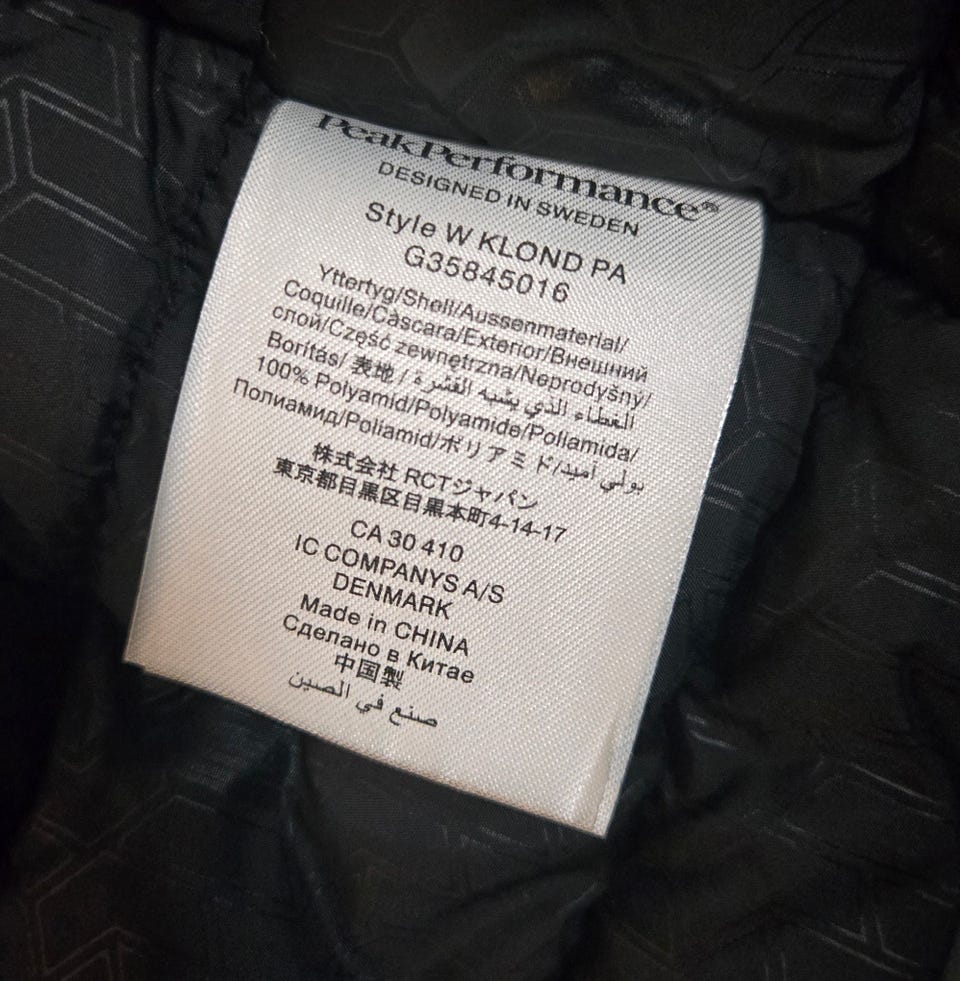 PeakPerformance®
DESIGNED IN SWEDEN
Style W KLOND PA
G35845016
Yttertyg/Shell/Aussenmaterial/
Coquille/Càscara/Exterior/Внешний
слой/Część zewnętrzna/Neprodyšný/
Borítás/ 表地 / الغطاء الذي يشبه القشرة
100% Polyamid/Polyamide/Poliamida/
Полиамид/Poliamid/ポリアミド/بولي أميد
株式会社 RCTジャパン
東京都目黒区目黒本町4-14-17
CA 30 410
IC COMPANYS A/S
DENMARK
Made in CHINA
Сделано в Китае
中国製
صنع في الصين